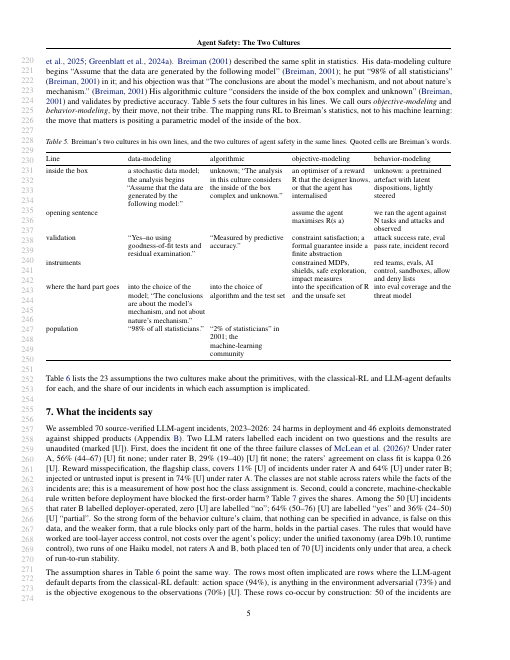 Agent Safety: The Two Cultures
220 et al., 2025; Greenblatt et al., 2024a). Breiman (2001) described the same split in statistics. His data-modeling culture
221 begins “Assume that the data are generated by the following model” (Breiman, 2001); he put “98% of all statisticians”
222 (Breiman, 2001) in it, and his objection was that “The conclusions are about the model’s mechanism, and not about nature’s
223 mechanism.” (Breiman, 2001) His algorithmic culture “considers the inside of the box complex and unknown” (Breiman,
224 2001) and validates by predictive accuracy. Table 5 sets the four cultures in his lines. We call ours objective-modeling and
225 behavior-modeling, by their move, not their tribe. The mapping runs RL to Breiman’s statistics, not to his machine learning:
226 the move that matters is positing a parametric model of the inside of the box.
227
228 Table 5. Breiman’s two cultures in his own lines, and the two cultures of agent safety in the same lines. Quoted cells are Breiman’s words.
229
230 Line data-modeling algorithmic objective-modeling behavior-modeling
231 inside the box a stochastic data model; unknown; “The analysis an optimiser of a reward unknown: a pretrained
232 the analysis begins in this culture considers R that the designer knows, artefact with latent
233 “Assume that the data are the inside of the box or that the agent has dispositions, lightly
234 generated by the complex and unknown.” internalised steered
235 following model:”
236 opening sentence assume the agent we ran the agent against
237 maximises R(s a) N tasks and attacks and
observed
238 validation “Yes–no using “Measured by predictive constraint satisfaction; a attack success rate, eval
239 goodness-of-fit tests and accuracy.” formal guarantee inside a pass rate, incident record
240 residual examination.” finite abstraction
241 instruments constrained MDPs, red teams, evals, AI
242 shields, safe exploration, control, sandboxes, allow
impact measures and deny lists
243 where the hard part goes into the choice of the into the choice of into the specification of R into eval coverage and the
244 model; “The conclusions algorithm and the test set and the unsafe set threat model
245 are about the model’s
246 mechanism, and not about
nature’s mechanism.”
247 population “98% of all statisticians.” “2% of statisticians” in
248 2001; the
249 machine-learning
250 community
251
252 Table 6 lists the 23 assumptions the two cultures make about the primitives, with the classical-RL and LLM-agent defaults
253 for each, and the share of our incidents in which each assumption is implicated.
254
255 7. What the incidents say
256
257 We assembled 70 source-verified LLM-agent incidents, 2023–2026: 24 harms in deployment and 46 exploits demonstrated
258 against shipped products (Appendix B). Two LLM raters labelled each incident on two questions and the results are
259 unaudited (marked [U]). First, does the incident fit one of the three failure classes of McLean et al. (2026)? Under rater
260 A, 56% (44–67) [U] fit none; under rater B, 29% (19–40) [U] fit none; the raters’ agreement on class fit is kappa 0.26
261 [U]. Reward misspecification, the flagship class, covers 11% [U] of incidents under rater A and 64% [U] under rater B;
262 injected or untrusted input is present in 74% [U] under rater A. The classes are not stable across raters while the facts of the
263 incidents are; this is a measurement of how post hoc the class assignment is. Second, could a concrete, machine-checkable
264 rule written before deployment have blocked the first-order harm? Table 7 gives the shares. Among the 50 [U] incidents
265 that rater B labelled deployer-operated, zero [U] are labelled “no”; 64% (50–76) [U] are labelled “yes” and 36% (24–50)
266 [U] “partial”. So the strong form of the behavior culture’s claim, that nothing can be specified in advance, is false on this
267 data, and the weaker form, that a rule blocks only part of the harm, holds in the partial cases. The rules that would have
268 worked are tool-layer access control, not costs over the agent’s policy; under the unified taxonomy (area D9b.10, runtime
269 control), two runs of one Haiku model, not raters A and B, both placed ten of 70 [U] incidents only under that area, a check
270 of run-to-run stability.
271
272 The assumption shares in Table 6 point the same way. The rows most often implicated are rows where the LLM-agent
273 default departs from the classical-RL default: action space (94%), is anything in the environment adversarial (73%) and
274 is the objective exogenous to the observations (70%) [U]. These rows co-occur by construction: 50 of the incidents are
5